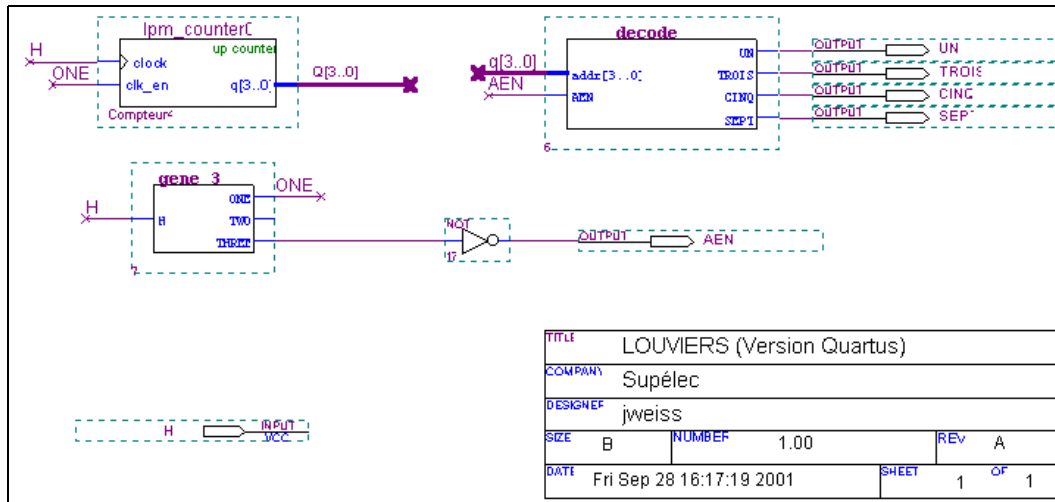 lpm_counter0
up counter
H
clock
ONE
clk_en
q[3..0]
Q[3..0]
Compteur4
decode
q[3..0]
addr[3..0]
AEN
AEN
UN
TROIS
CINQ
SEPT
6
OUTPUT
UN
OUTPUT
TROIS
OUTPUT
CINQ
OUTPUT
SEPT
gene_3
H
H
ONE
ONE
TWO
THREE
7
NOT
17
OUTPUT
AEN
H
INPUT
VCC
TITLE
LOUVIERS (Version Quartus)
COMPANY
Supélec
DESIGNER
jweiss
SIZE B
NUMBER 1.00
REV A
DATE Fri Sep 28 16:17:19 2001
SHEET 1 OF 1